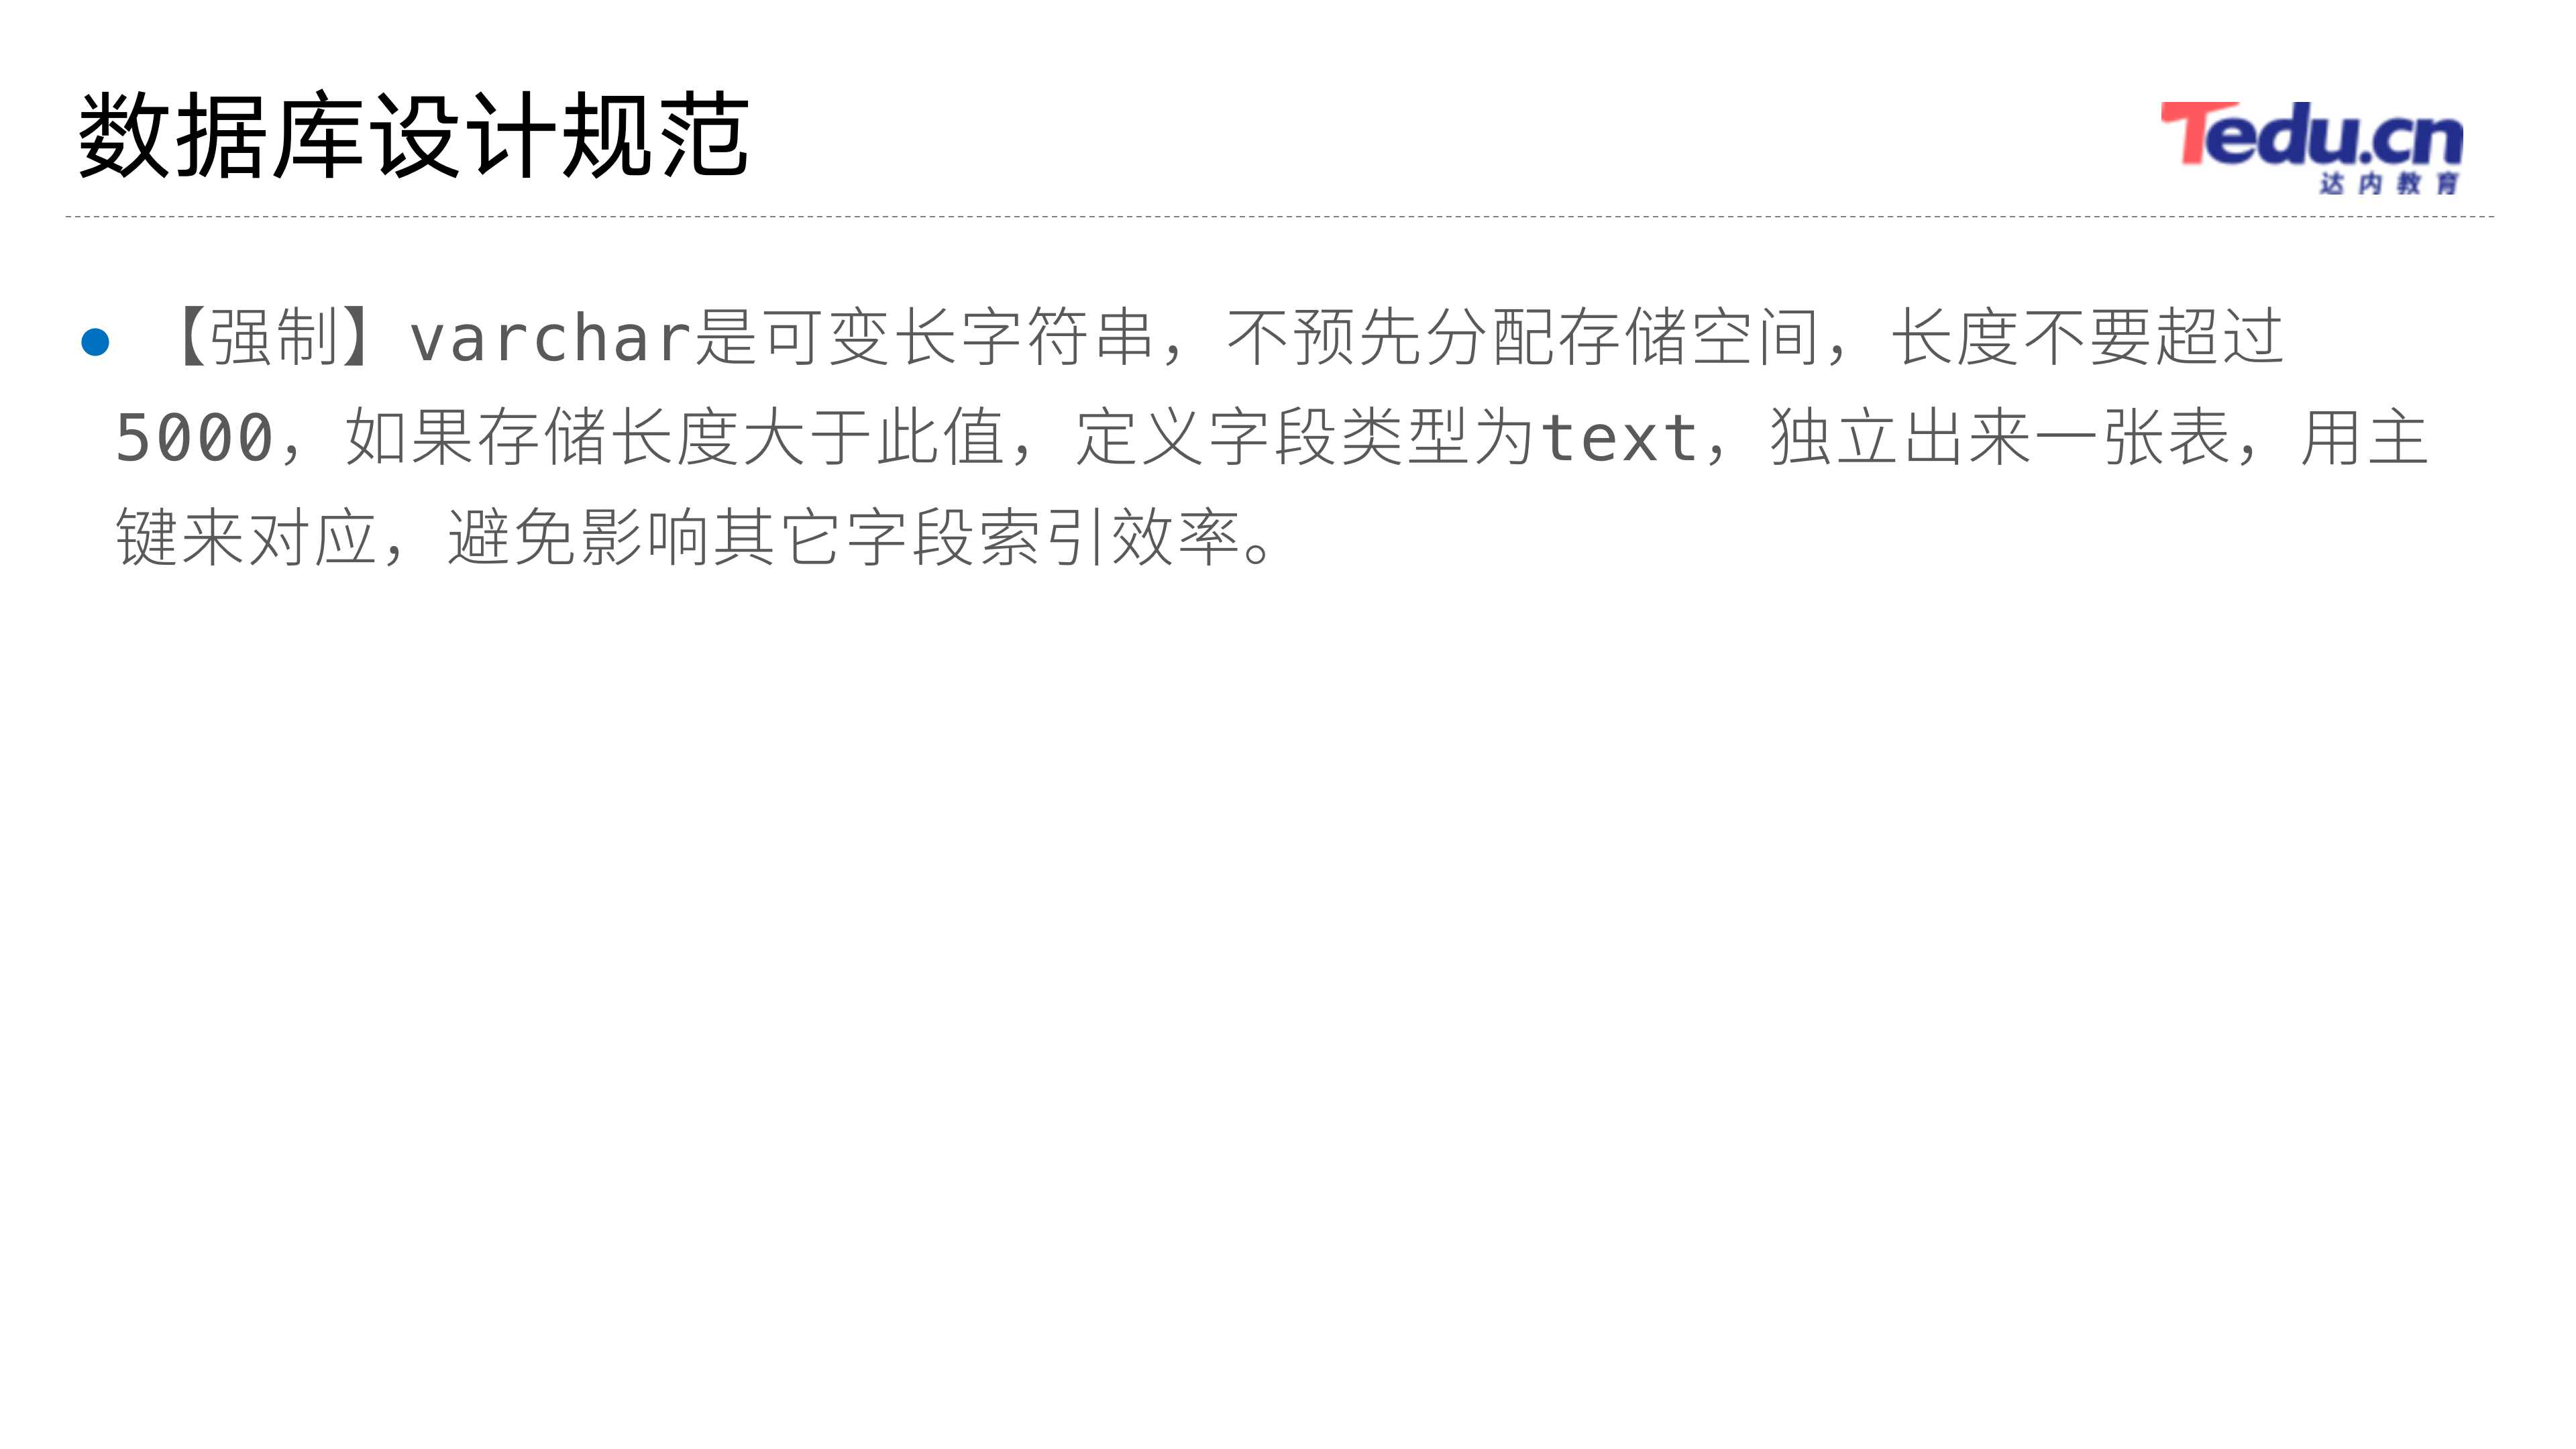 数据库设计规范
Tedu.cn
达内教育
【强制】varchar是可变长字符串，不预先分配存储空间，长度不要超过
5000，如果存储长度大于此值，定义字段类型为text，独立出来一张表，用主
键来对应，避免影响其它字段索引效率。